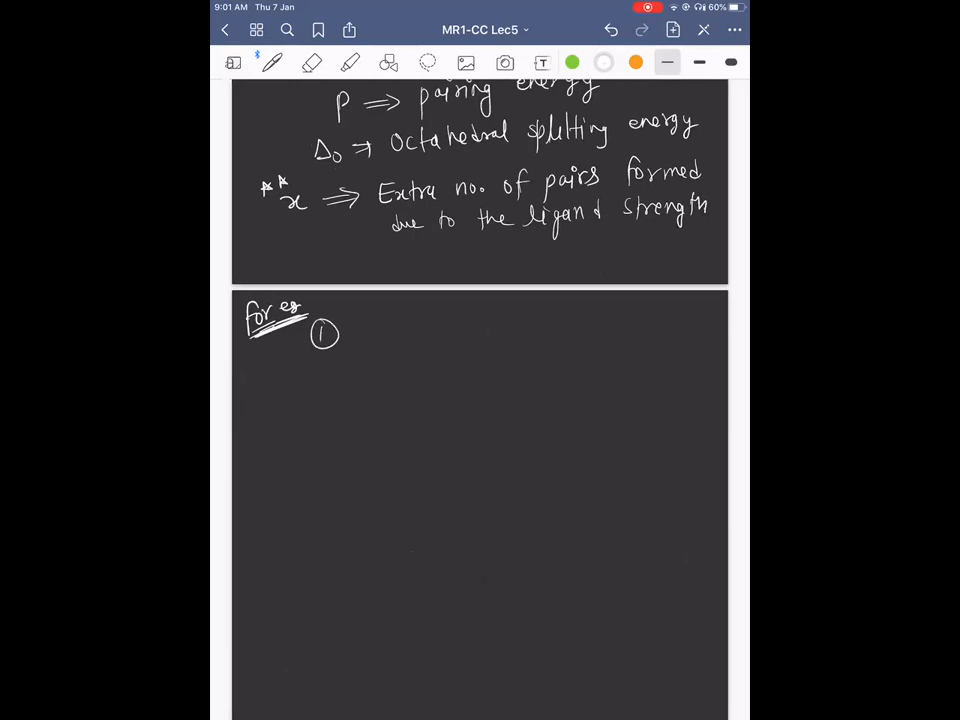 9:01 AM Thu 7 Jan
60%
MR1-CC Lec5
T
P ⇒ pairing energy
Δo → Octahedral splitting energy
** x ⇒ Extra no. of pairs formed
due to the ligand strength
for eg
①